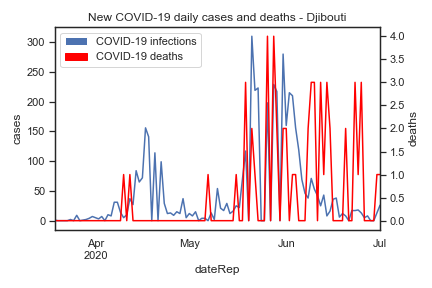 New COVID-19 daily cases and deaths - Djibouti
COVID-19 infections
COVID-19 deaths
300
250
200
150
100
50
0
cases
4.0
3.5
3.0
2.5
2.0
1.5
1.0
0.5
0.0
deaths
Apr
2020
May
Jun
Jul
dateRep